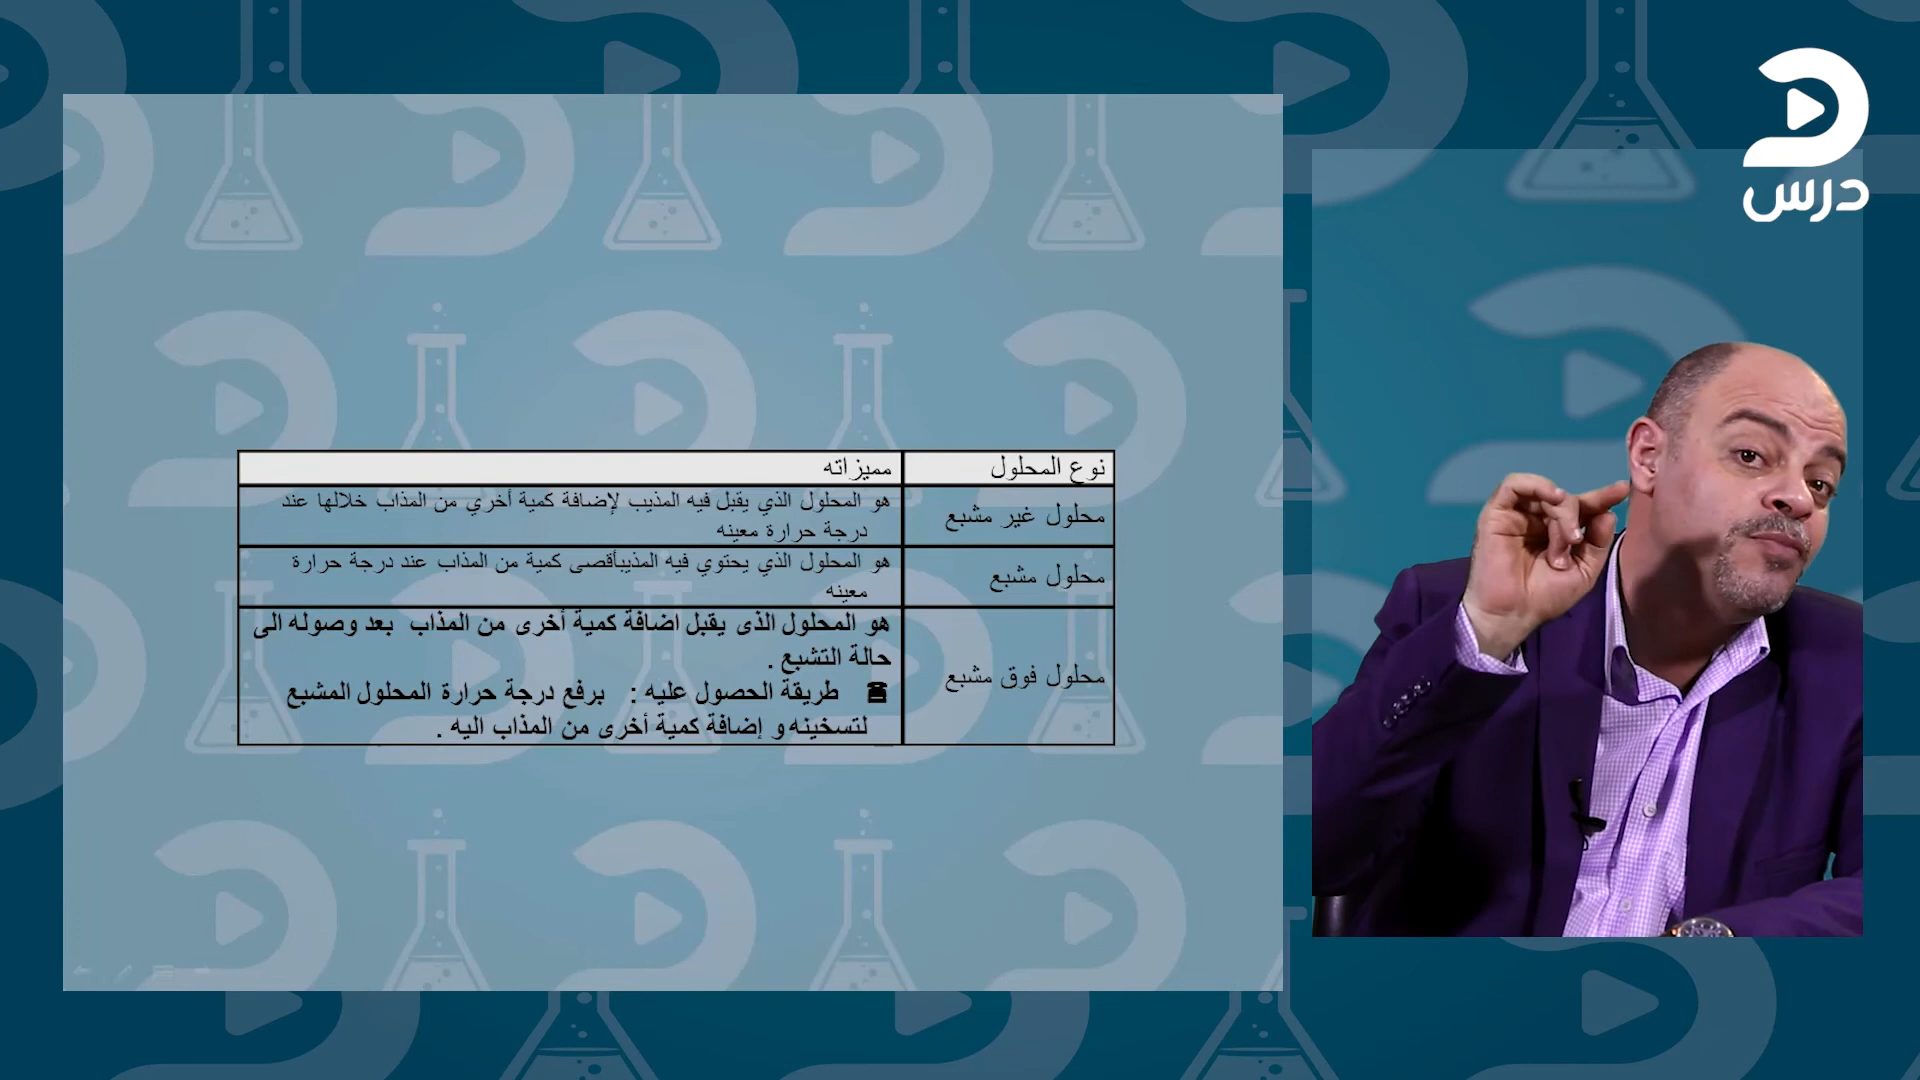 درس
نوع المحلول
مميزاته
محلول غير مشبع
هو المحلول الذي يقبل فيه المذيب لإضافة كمية أخري من المذاب خلالها عند
درجة حرارة معينه
محلول مشبع
هو المحلول الذي يحتوي فيه المذيبأقصى كمية من المذاب عند درجة حرارة
معينه
محلول فوق مشبع
هو المحلول الذى يقبل اضافة كمية أخرى من المذاب بعد وصوله الى
حالة التشبع .
طريقة الحصول عليه : برفع درجة حرارة المحلول المشبع
لتسخينه و إضافة كمية أخرى من المذاب اليه .